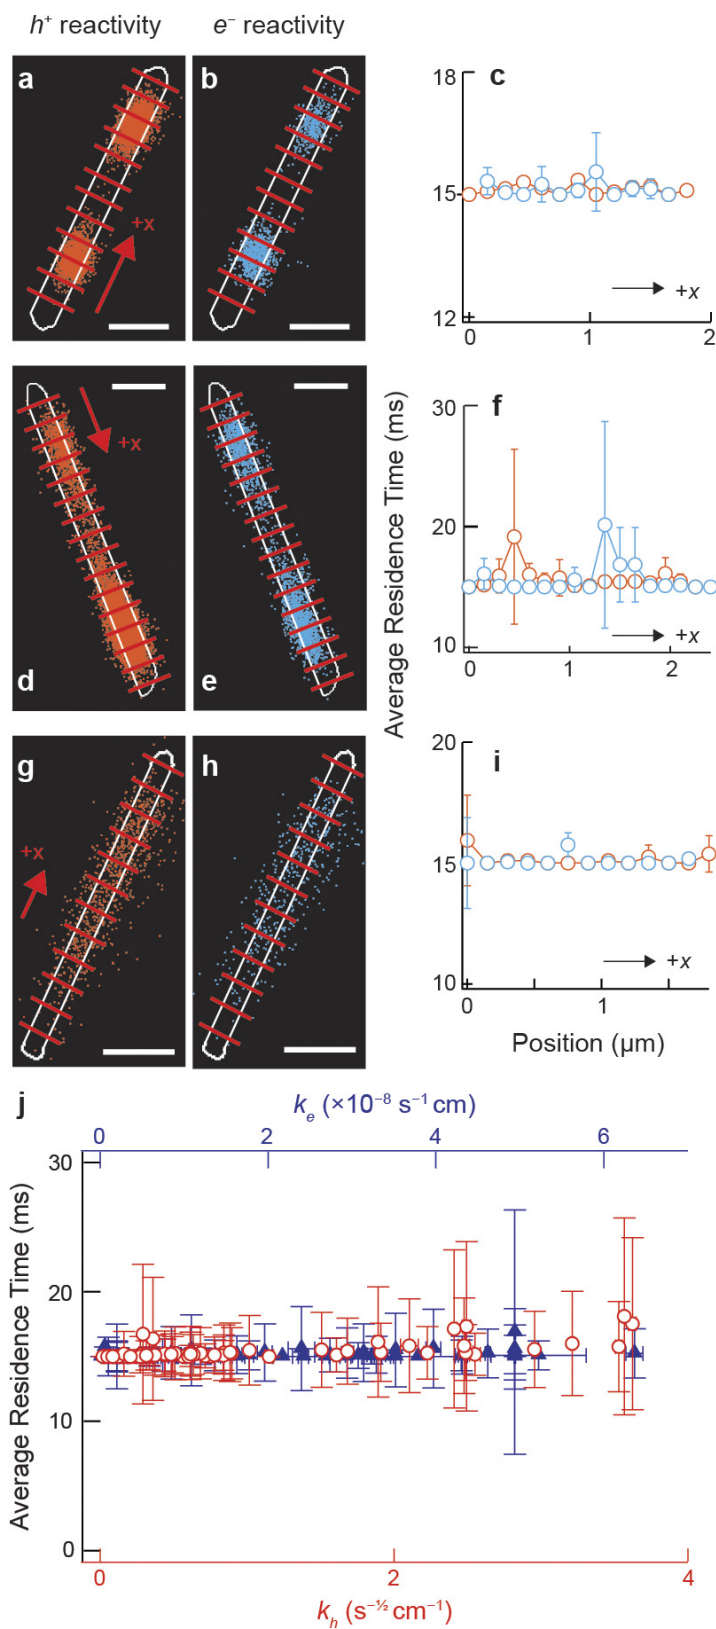 h⁺ reactivity
e⁻ reactivity
a
+x
b
c
18
15
12
0
1
2
+x
d
+x
e
f
30
20
10
0
1
2
+x
g
+x
h
i
20
15
10
0
1
+x
Average Residence Time (ms)
Position (µm)
j
kₑ (×10⁻⁸ s⁻¹ cm)
0
2
4
6
30
20
10
0
Average Residence Time (ms)
0
2
4
kₕ (s⁻½ cm⁻¹)